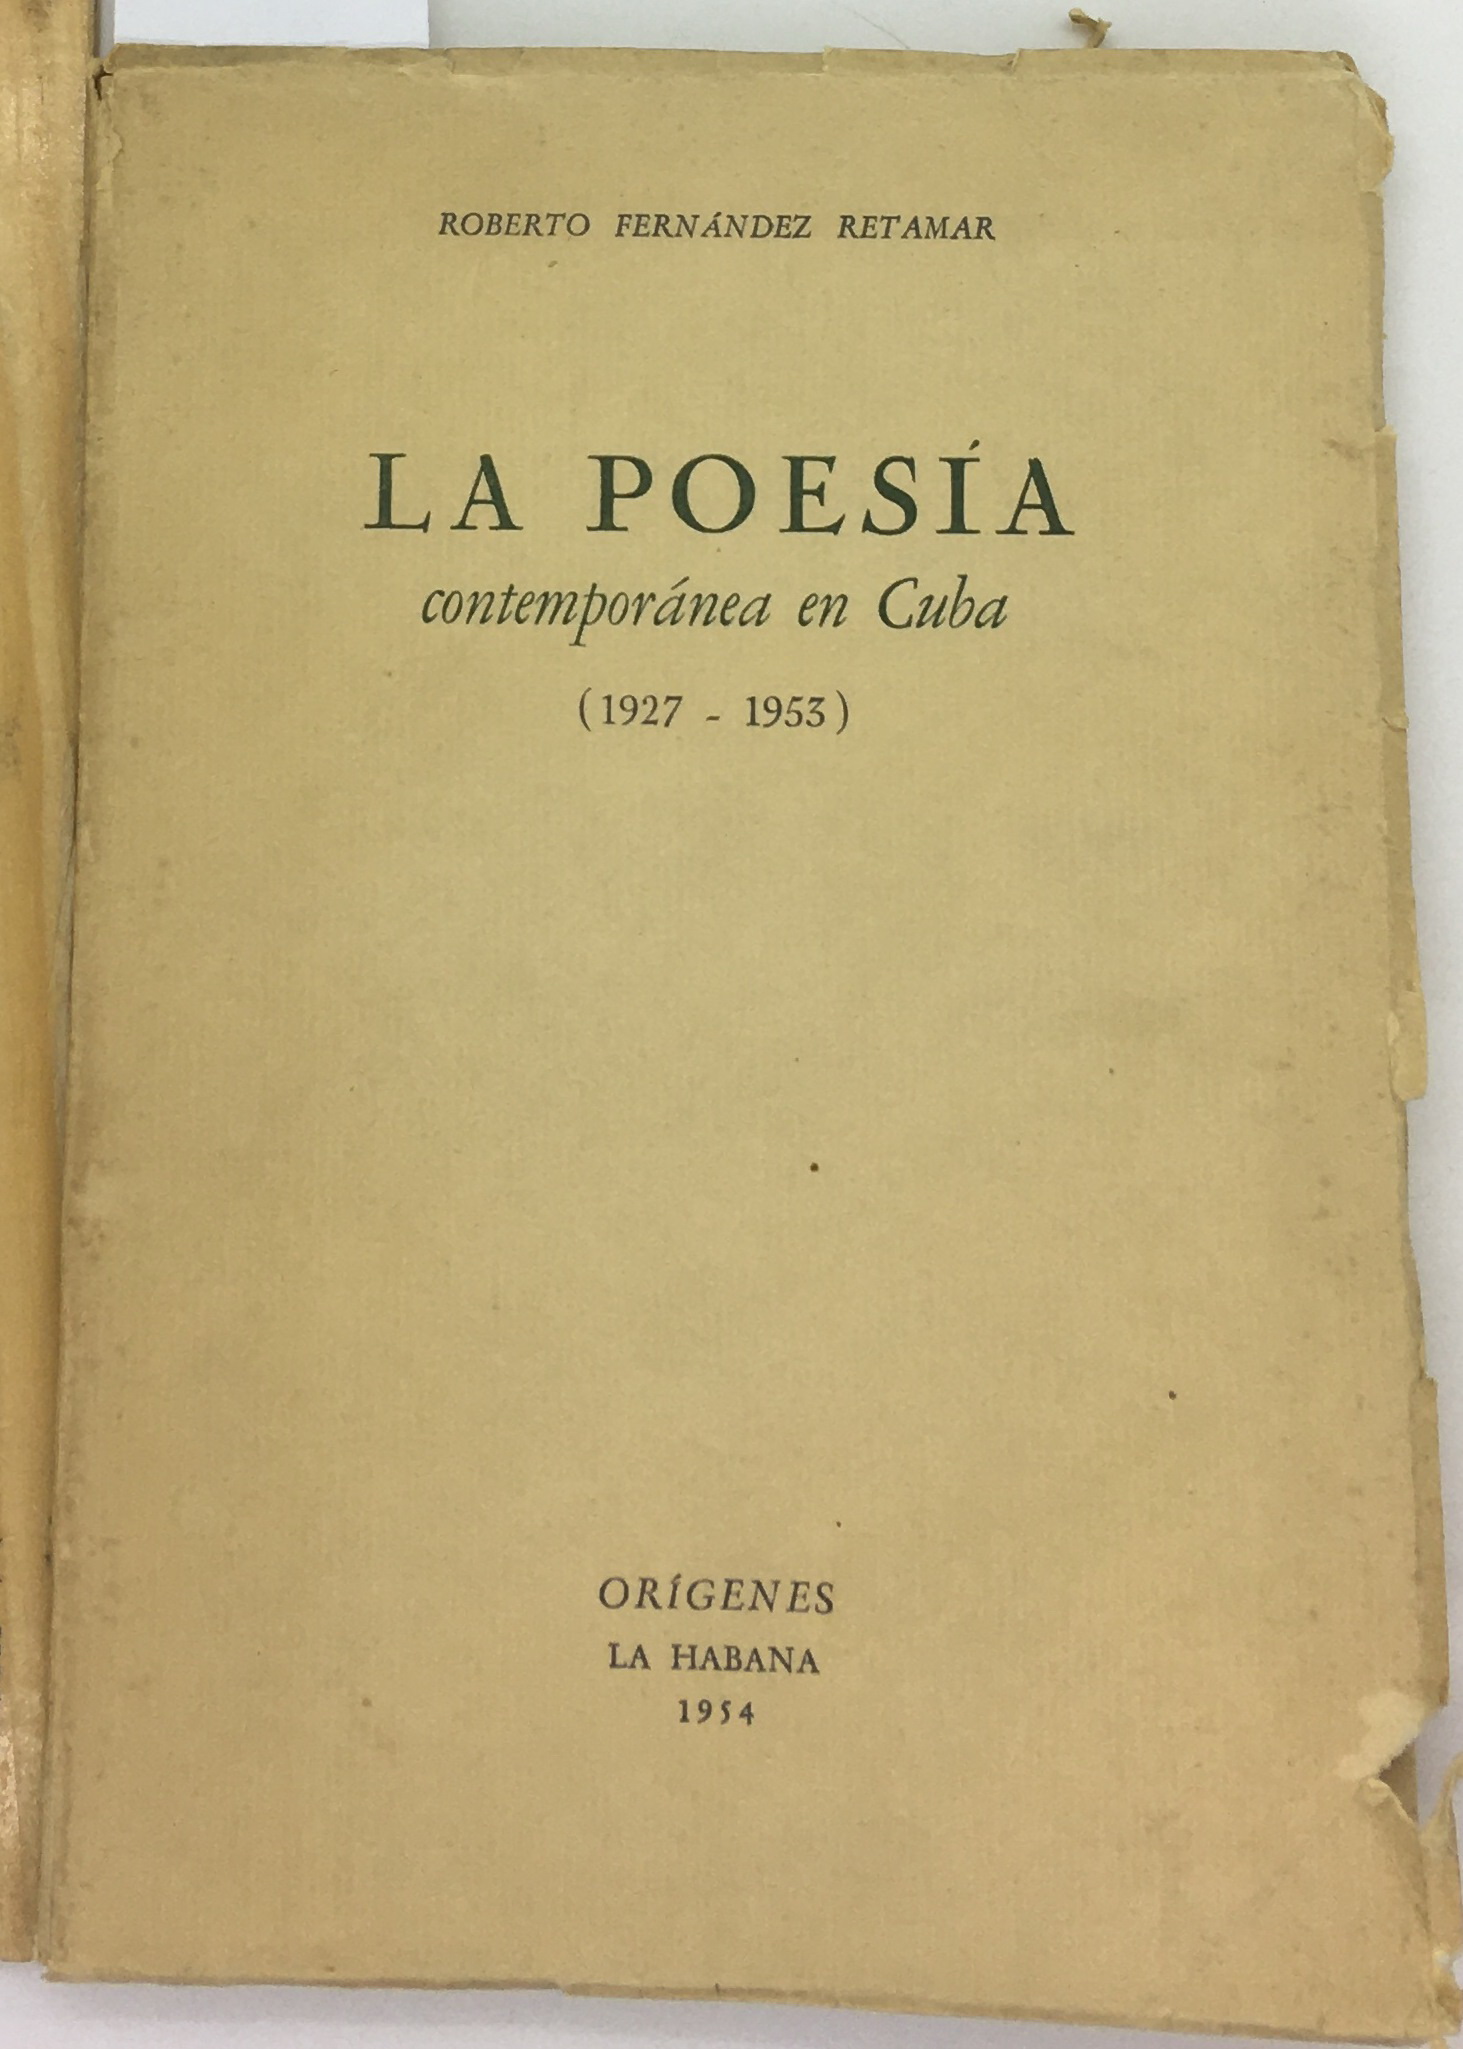 ROBERTO FERNÁNDEZ RETAMAR
LA POESÍA
contemporánea en Cuba
(1927 - 1953)
ORÍGENES
LA HABANA
1954